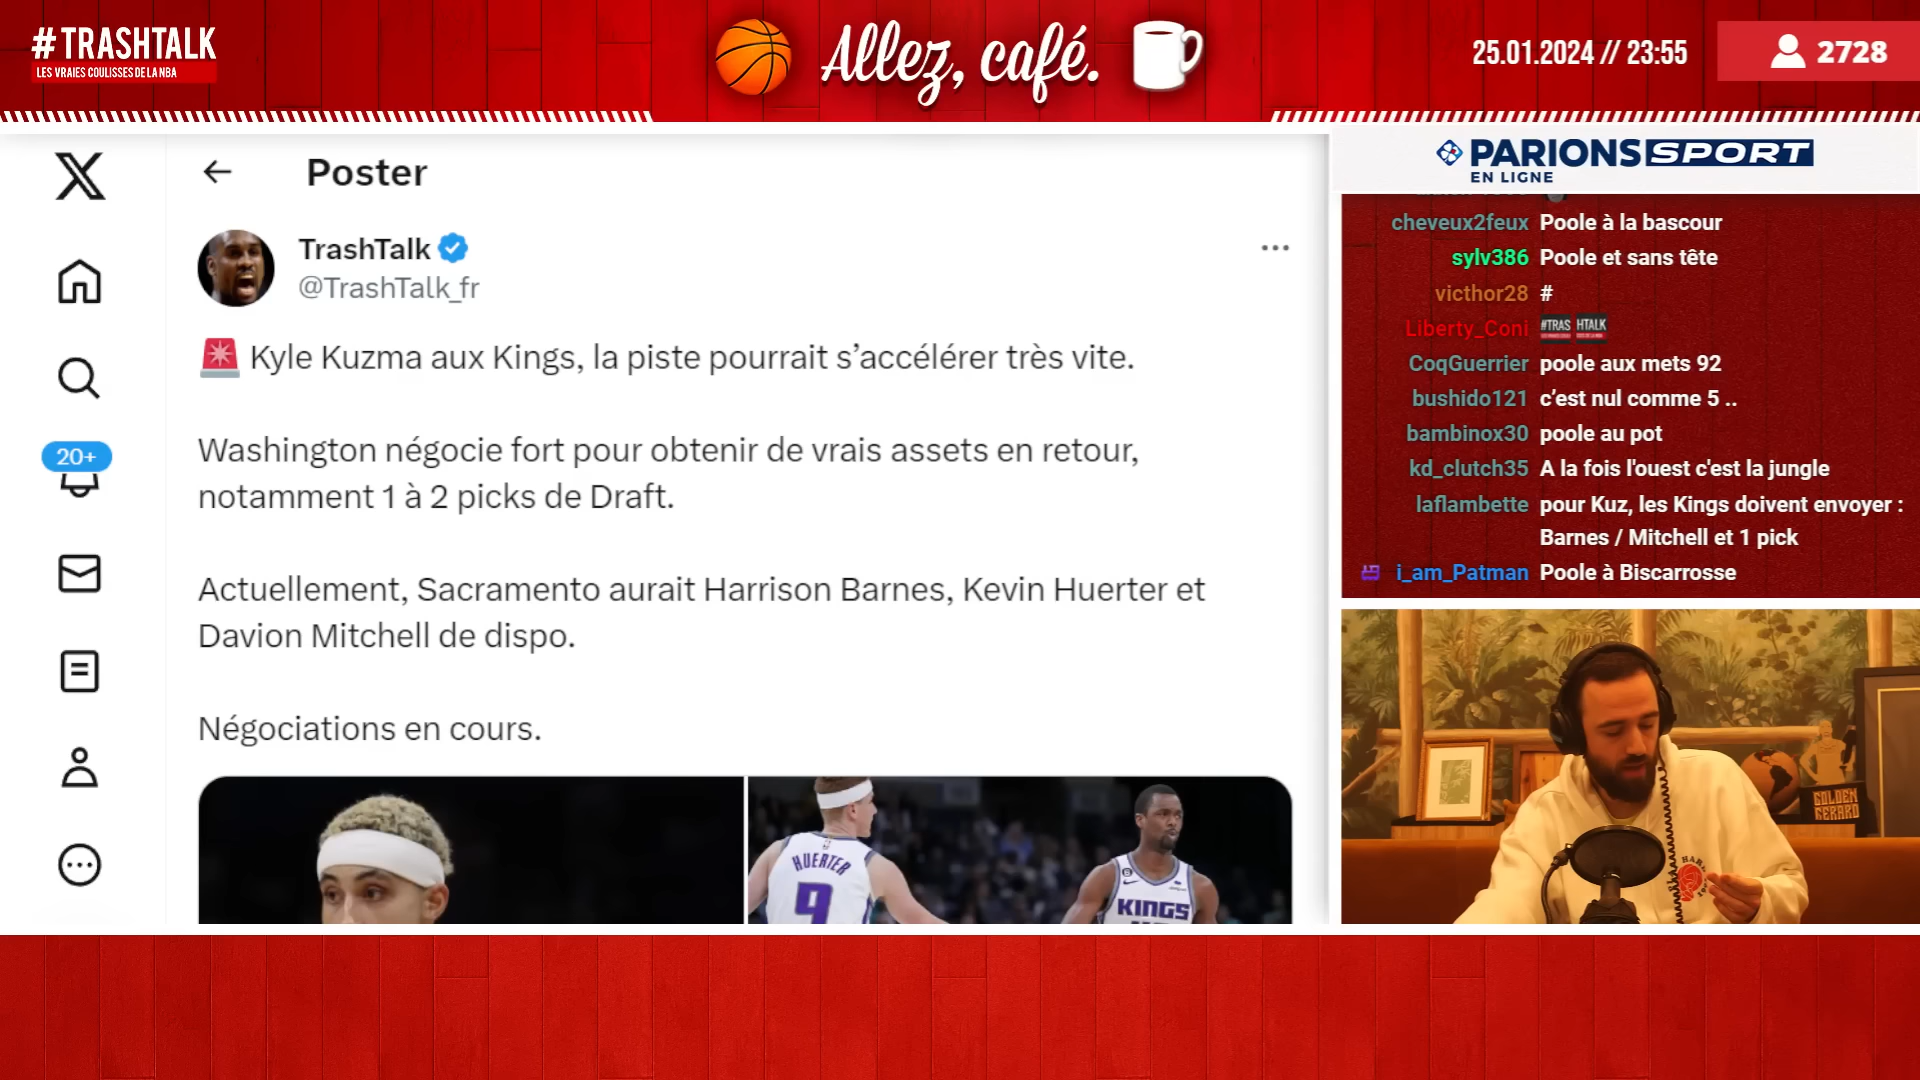 #TRASHTALK
LES VRAIES COULISSES DE LA NBA
Allez, café.
25.01.2024 // 23:55
2728
Poster
TrashTalk
@TrashTalk_fr
Kyle Kuzma aux Kings, la piste pourrait s’accélérer très vite.
Washington négocie fort pour obtenir de vrais assets en retour,
notamment 1 à 2 picks de Draft.
Actuellement, Sacramento aurait Harrison Barnes, Kevin Huerter et
Davion Mitchell de dispo.
Négociations en cours.
20+
HUERTER
9
KINGS
PARIONS SPORT
EN LIGNE
cheveux2feux Poole à la bascour
sylv386 Poole et sans tête
victhor28 #
Liberty_Coni #TRAS HTALK
CoqGuerrier poole aux mets 92
bushido121 c’est nul comme 5 ..
bambinox30 poole au pot
kd_clutch35 A la fois l'ouest c'est la jungle
laflambette pour Kuz, les Kings doivent envoyer :
Barnes / Mitchell et 1 pick
i_am_Patman Poole à Biscarrosse
GOLDEN
GERARD